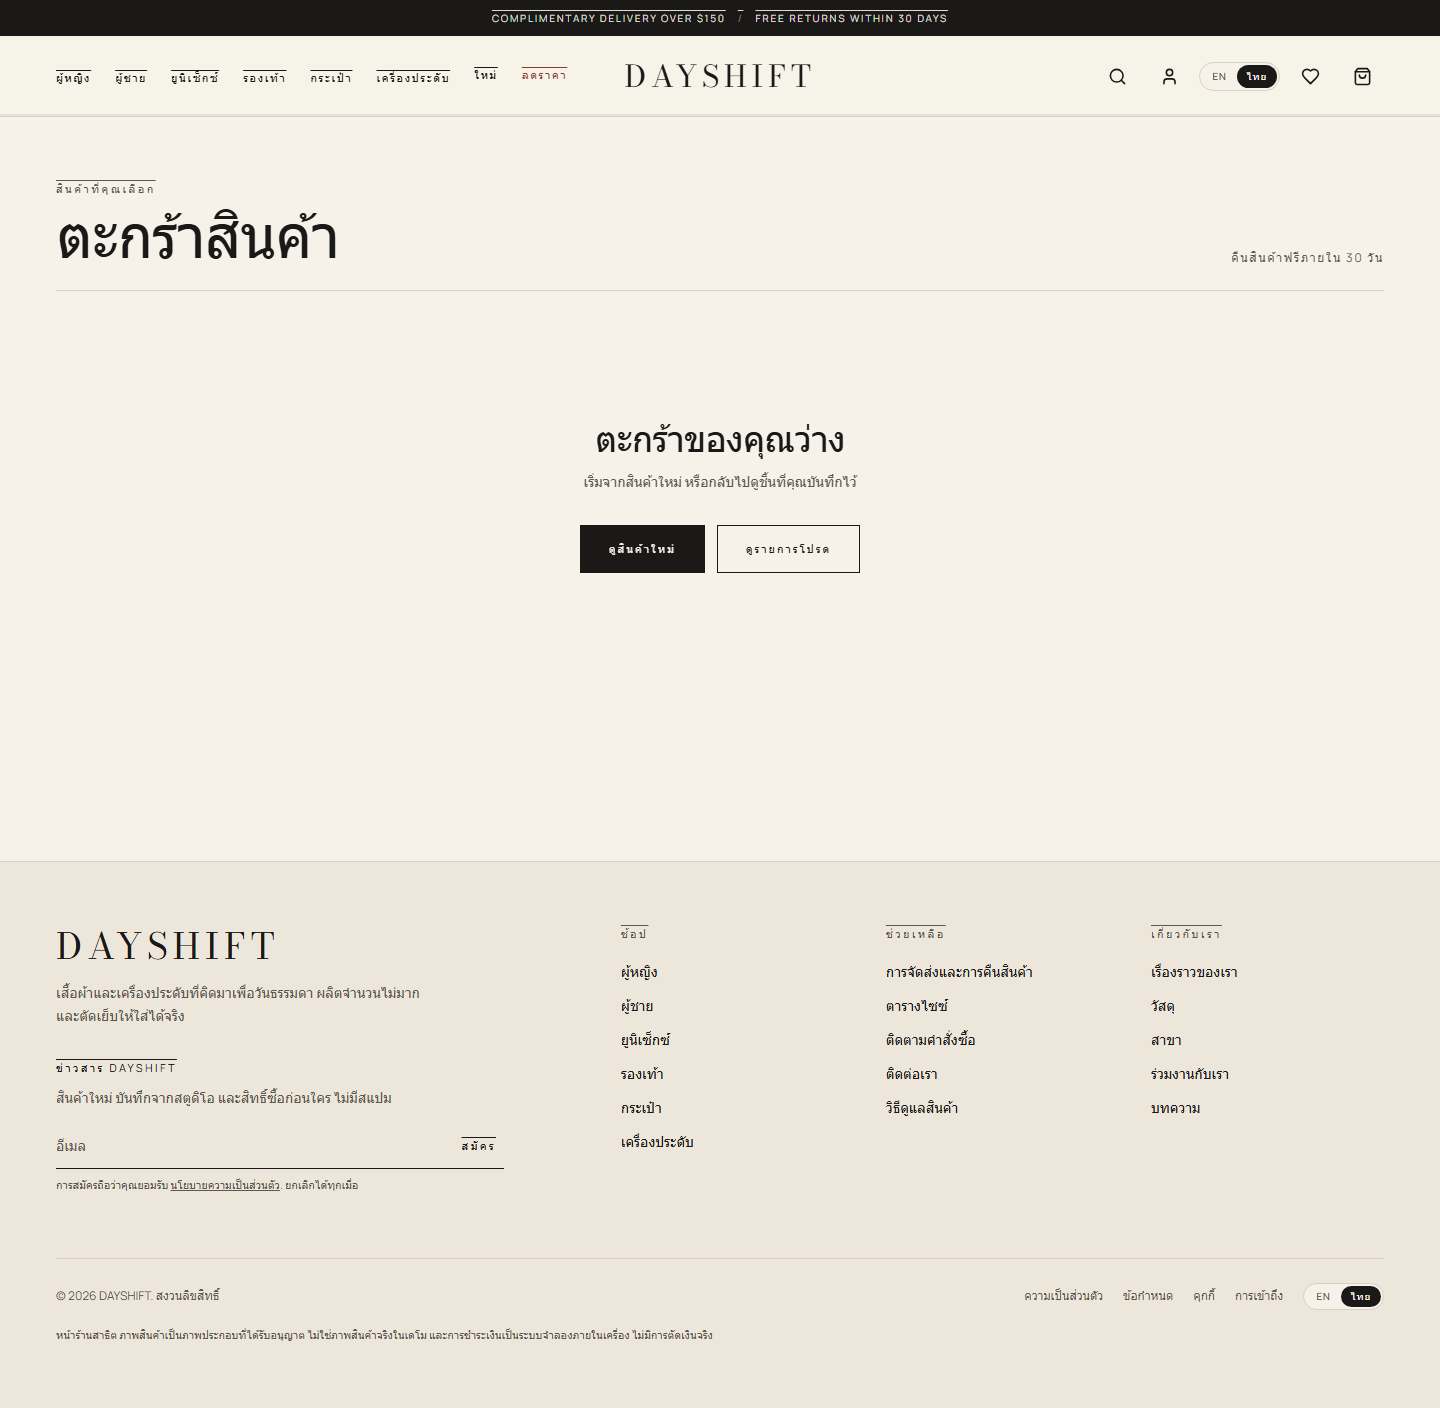 COMPLIMENTARY DELIVERY OVER $150 / FREE RETURNS WITHIN 30 DAYS
ผู้หญิง ผู้ชาย ยูนิเซ็กซ์ รองเท้า กระเป๋า เครื่องประดับ ใหม่ ลดราคา DAYSHIFT EN ไทย
สินค้าที่คุณเลือก
ตะกร้าสินค้า
คืนสินค้าฟรีภายใน 30 วัน
ตะกร้าของคุณว่าง
เริ่มจากสินค้าใหม่ หรือกลับไปดูชิ้นที่คุณบันทึกไว้
ดูสินค้าใหม่ ดูรายการโปรด
DAYSHIFT
เสื้อผ้าและเครื่องประดับที่คิดมาเพื่อวันธรรมดา ผลิตจำนวนไม่มาก
และตัดเย็บให้ใส่ได้จริง
ข่าวสาร DAYSHIFT
สินค้าใหม่ บันทึกจากสตูดิโอ และสิทธิ์ซื้อก่อนใคร ไม่มีสแปม
อีเมล สมัคร
การสมัครถือว่าคุณยอมรับ นโยบายความเป็นส่วนตัว. ยกเลิกได้ทุกเมื่อ
ช้อป
ผู้หญิง
ผู้ชาย
ยูนิเซ็กซ์
รองเท้า
กระเป๋า
เครื่องประดับ
ช่วยเหลือ
การจัดส่งและการคืนสินค้า
ตารางไซซ์
ติดตามคำสั่งซื้อ
ติดต่อเรา
วิธีดูแลสินค้า
เกี่ยวกับเรา
เรื่องราวของเรา
วัสดุ
สาขา
ร่วมงานกับเรา
บทความ
© 2026 DAYSHIFT. สงวนลิขสิทธิ์
ความเป็นส่วนตัว ข้อกำหนด คุกกี้ การเข้าถึง EN ไทย
หน้าร้านสาธิต ภาพสินค้าเป็นภาพประกอบที่ได้รับอนุญาต ไม่ใช่ภาพสินค้าจริงในเดโม และการชำระเงินเป็นระบบจำลองภายในเครื่อง ไม่มีการตัดเงินจริง